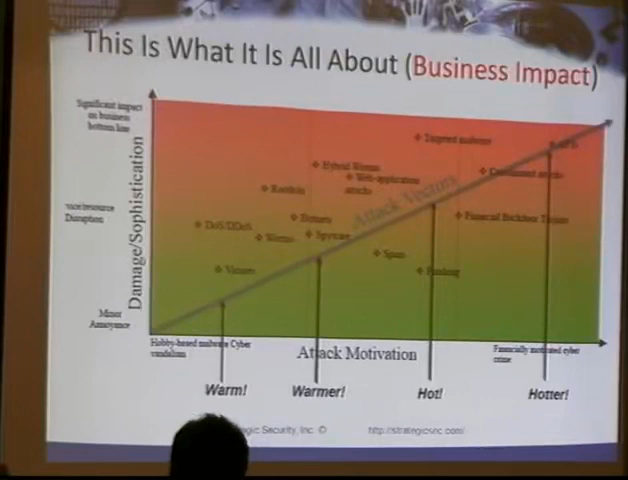 This Is What It Is All About (Business Impact)
Significant impact
on business
bottom line
Damage/Sophistication
Disruption
Minor
Annoyance
Targeted malware
Hybrid Worms
Web-application
attacks
Rootkits
Attack Vectors
DoS/DDoS
Botnets
Spyware
Worms
Financial Backdoor Trojans
Spam
Viruses
Phishing
Hobby-based malware Cyber
vandalism
Attack Motivation
Financially motivated cyber
crime
Warm!
Warmer!
Hot!
Hotter!
Security, Inc. ©
http://strategicsec.com/